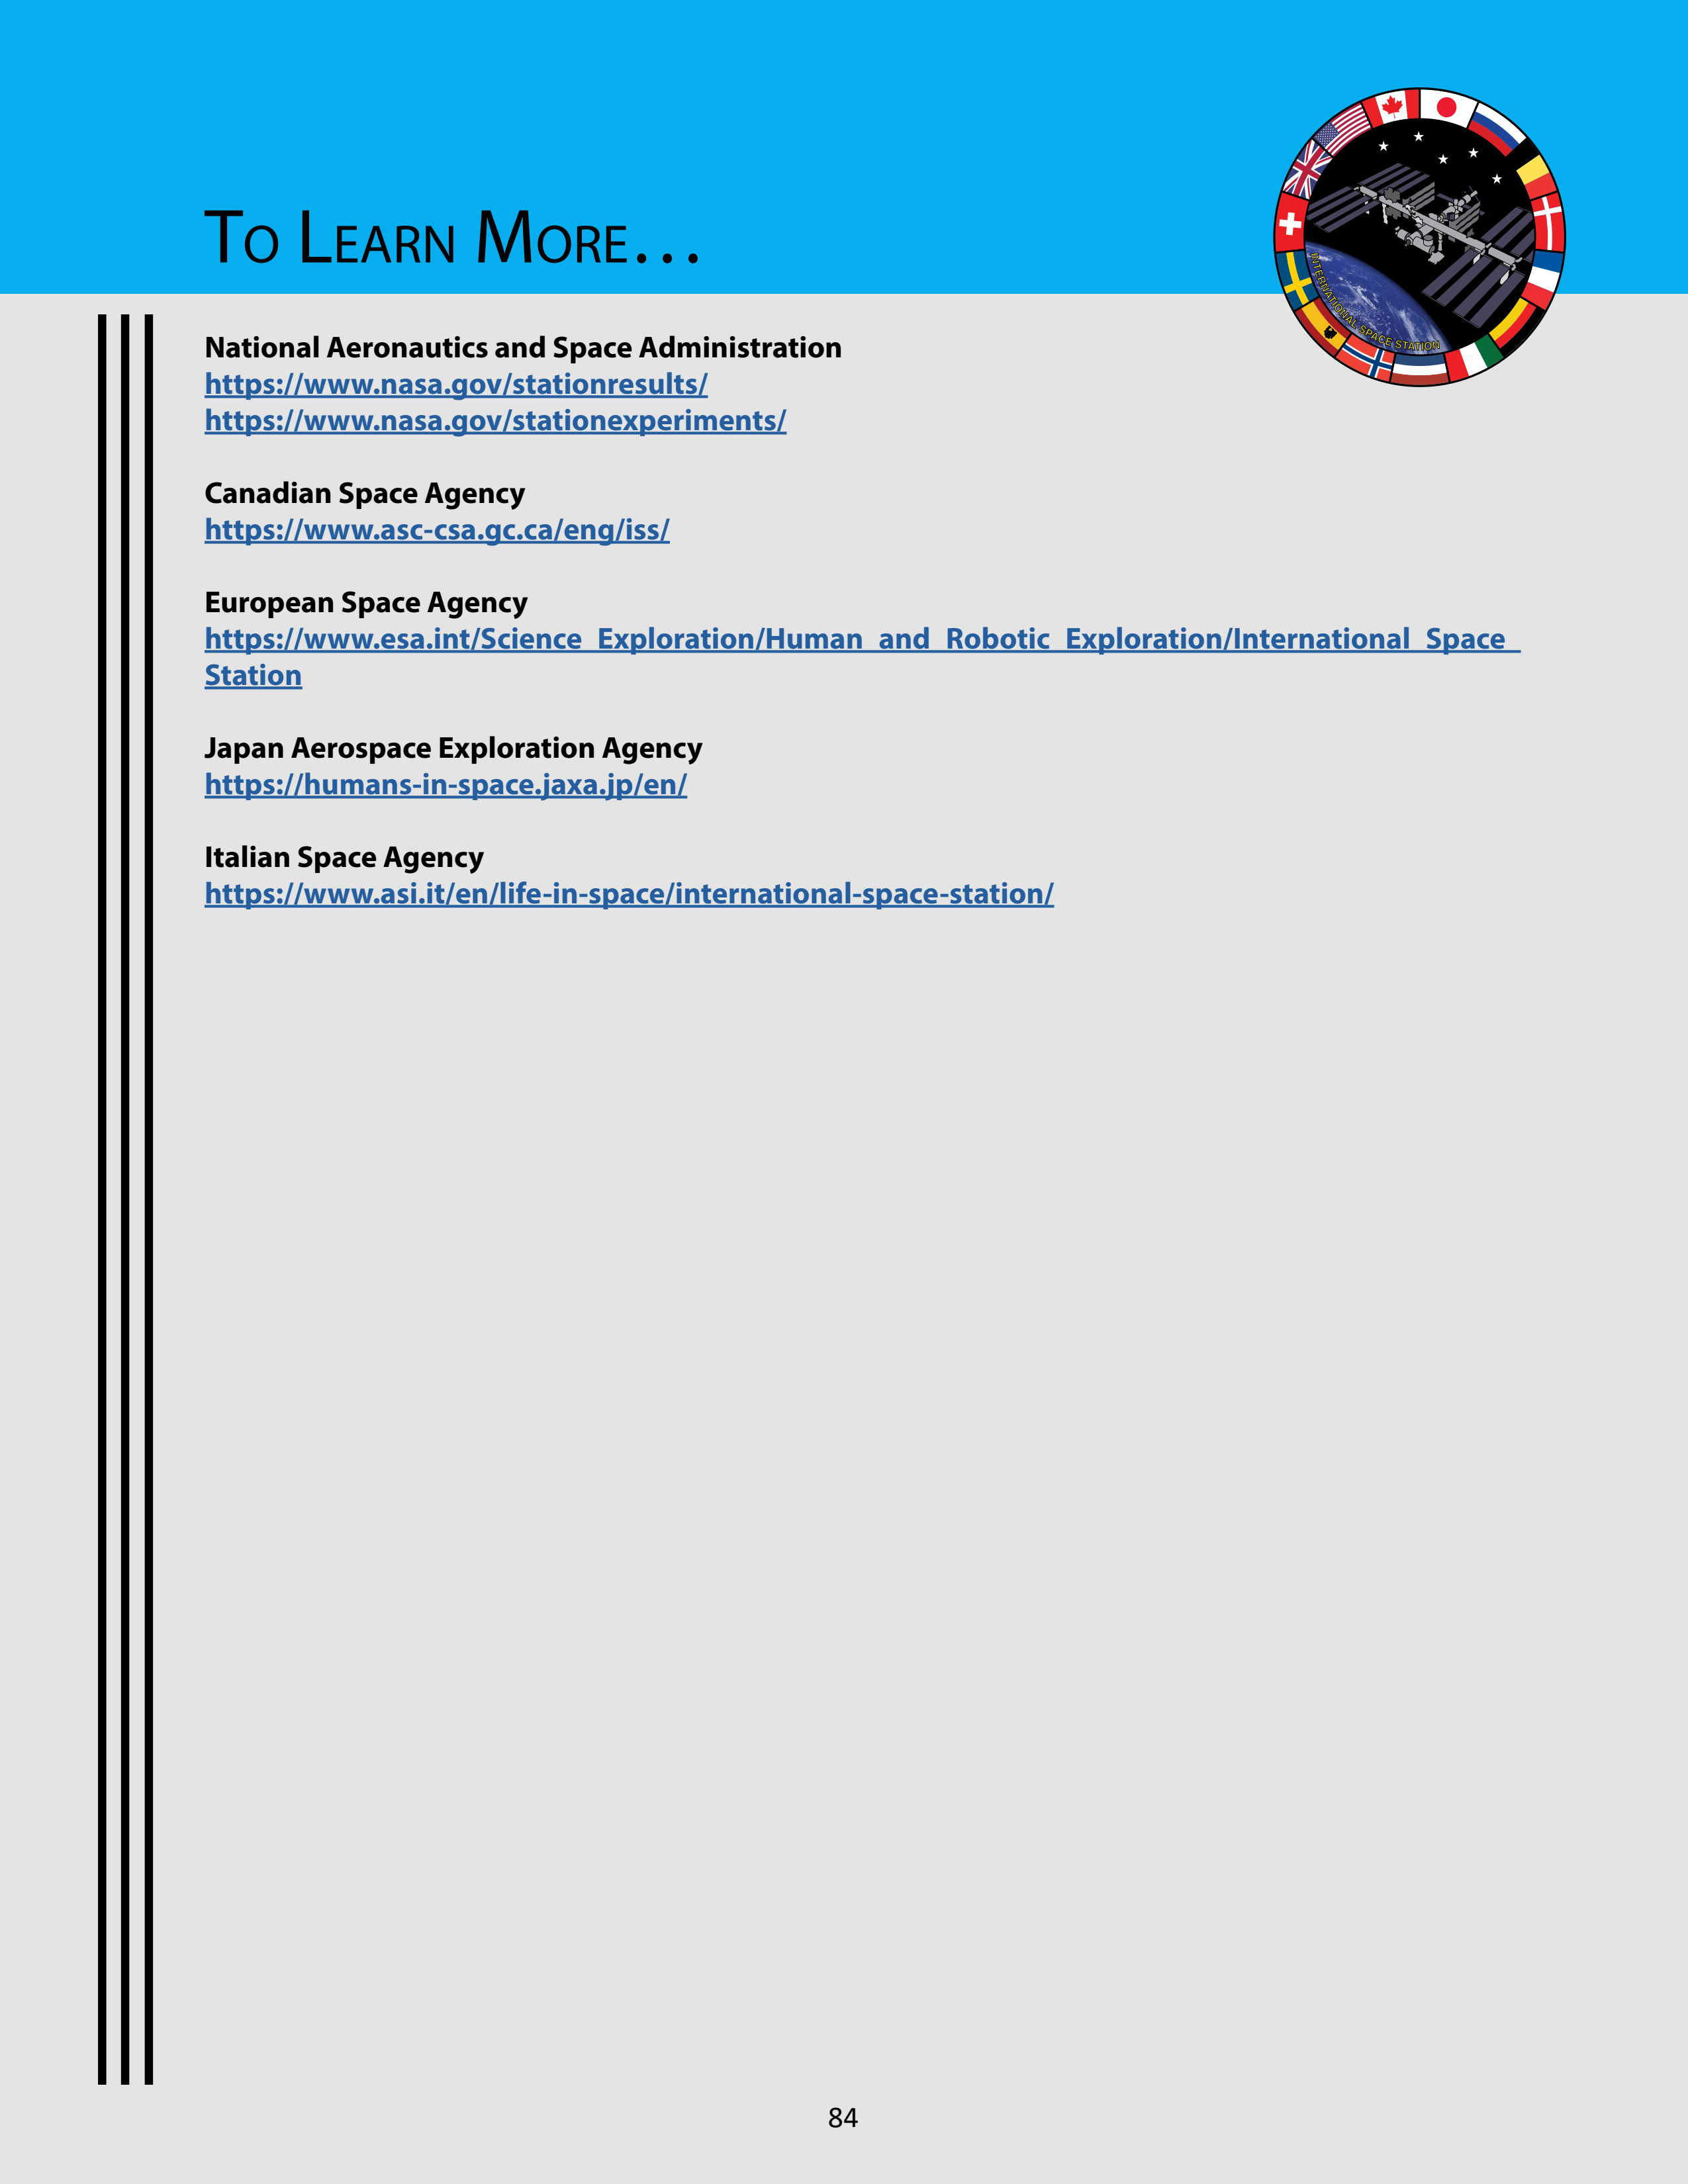 To Learn More…
INTERNATIONAL SPACE STATION
National Aeronautics and Space Administration
https://www.nasa.gov/stationresults/
https://www.nasa.gov/stationexperiments/
Canadian Space Agency
https://www.asc-csa.gc.ca/eng/iss/
European Space Agency
https://www.esa.int/Science_Exploration/Human_and_Robotic_Exploration/International_Space_
Station
Japan Aerospace Exploration Agency
https://humans-in-space.jaxa.jp/en/
Italian Space Agency
https://www.asi.it/en/life-in-space/international-space-station/
84